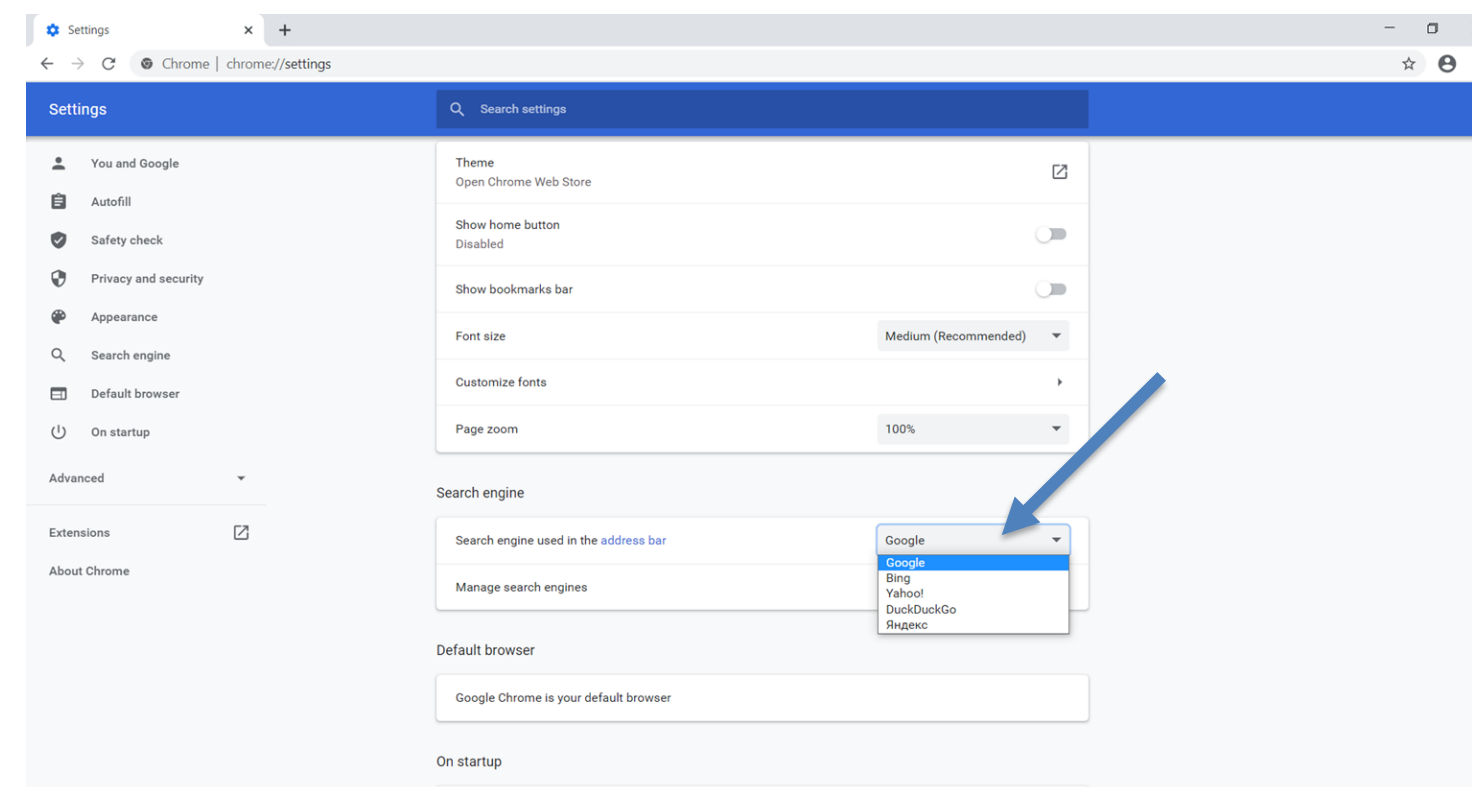 Settings
Chrome | chrome://settings
Settings
Search settings
You and Google
Autofill
Safety check
Privacy and security
Appearance
Search engine
Default browser
On startup
Advanced
Extensions
About Chrome
Theme
Open Chrome Web Store
Show home button
Disabled
Show bookmarks bar
Font size
Medium (Recommended)
Customize fonts
Page zoom
100%
Search engine
Search engine used in the address bar
Google
Google
Bing
Yahoo!
DuckDuckGo
Яндекс
Manage search engines
Default browser
Google Chrome is your default browser
On startup